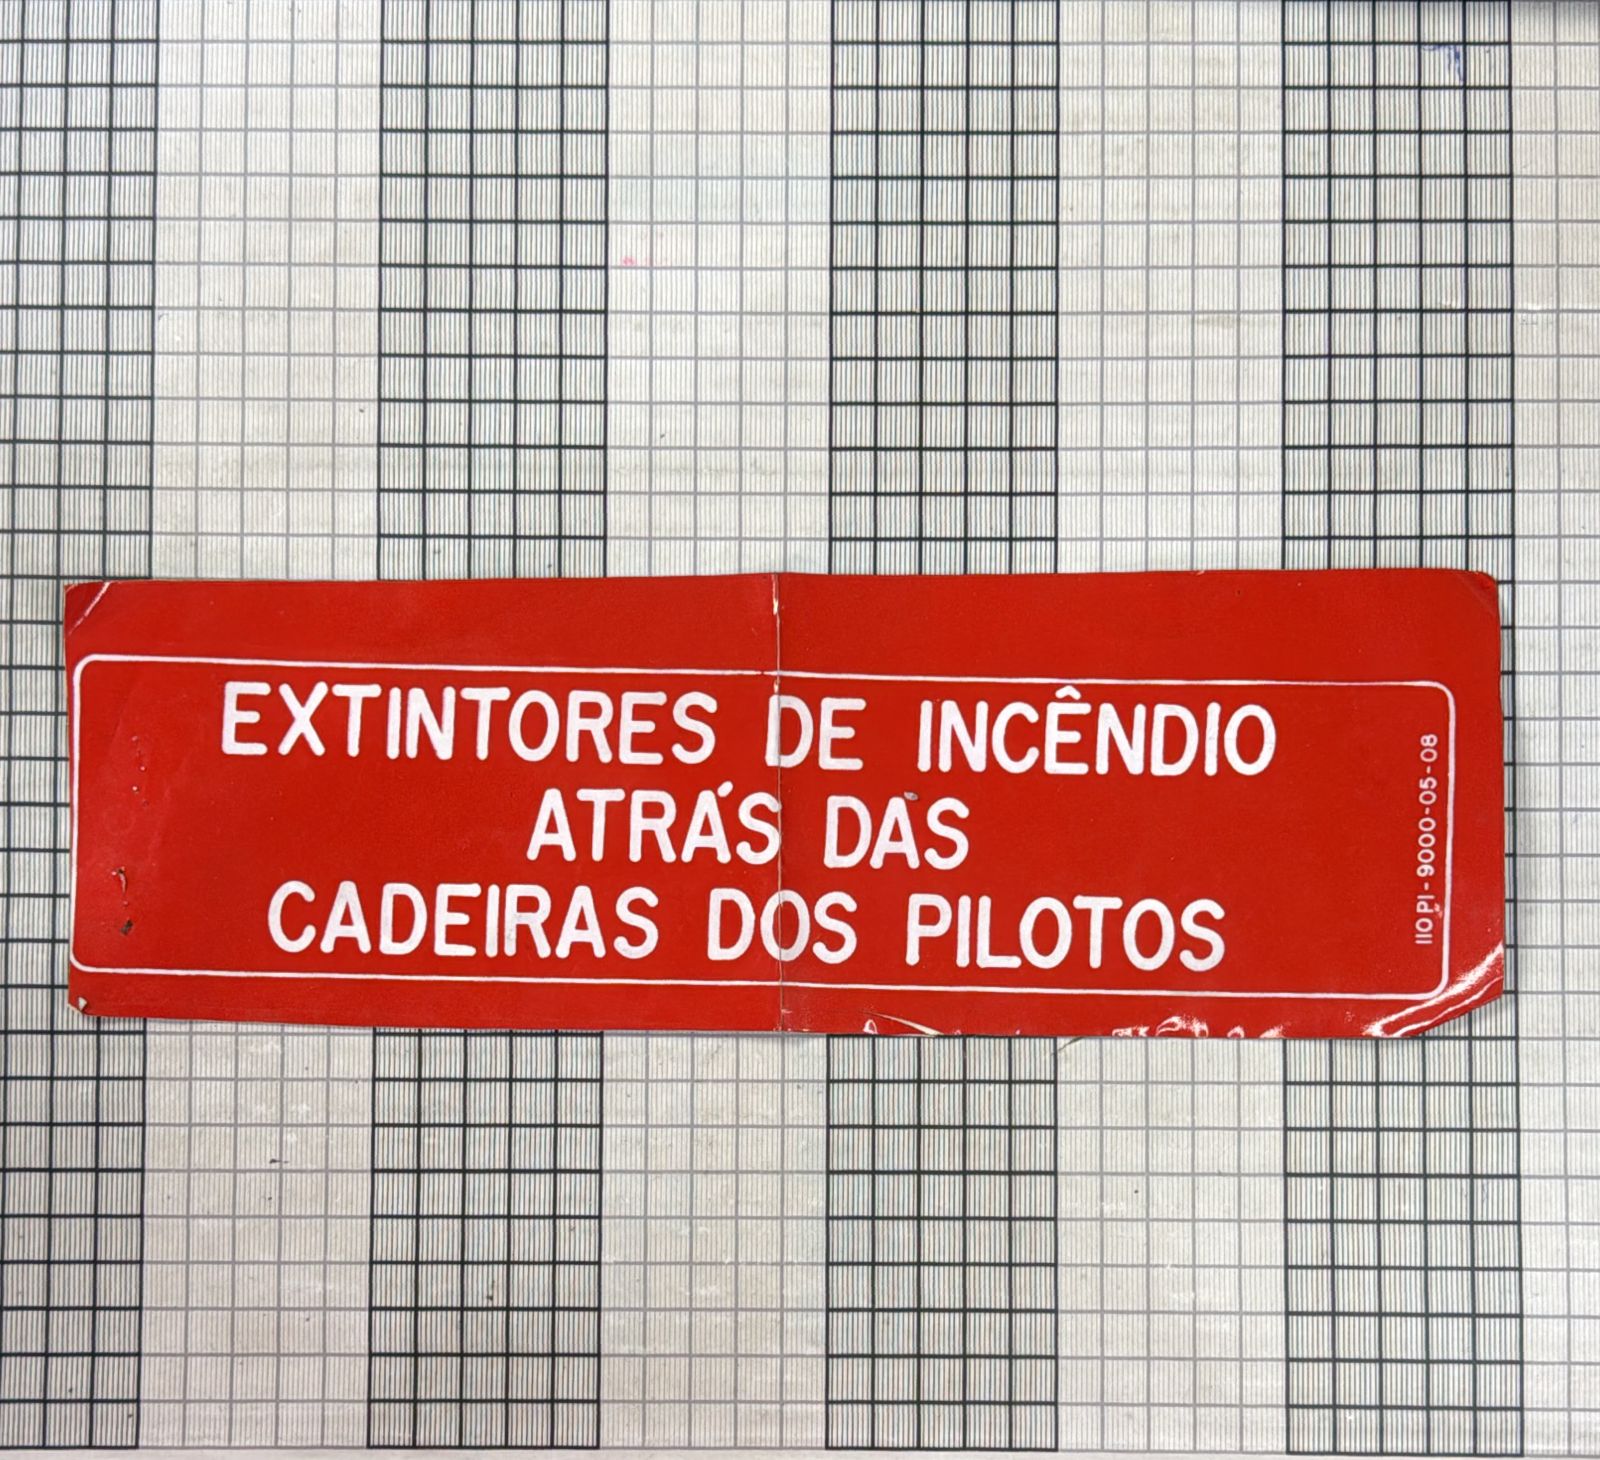 EXTINTORES DE INCÊNDIO
ATRÁS DAS
CADEIRAS DOS PILOTOS
110PI-9000-05-08